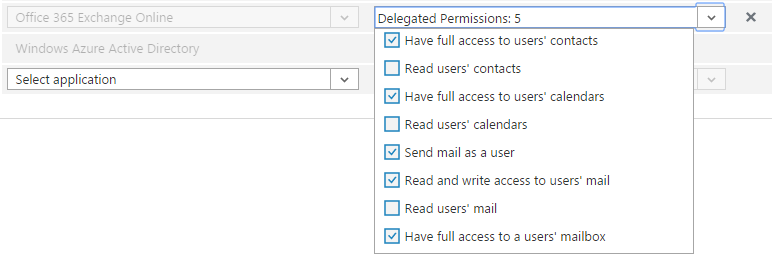 Office 365 Exchange Online
Delegated Permissions: 5
Have full access to users' contacts
Windows Azure Active Directory
Read users' contacts
Select application
Have full access to users' calendars
Read users' calendars
Send mail as a user
Read and write access to users' mail
Read users' mail
Have full access to a users' mailbox